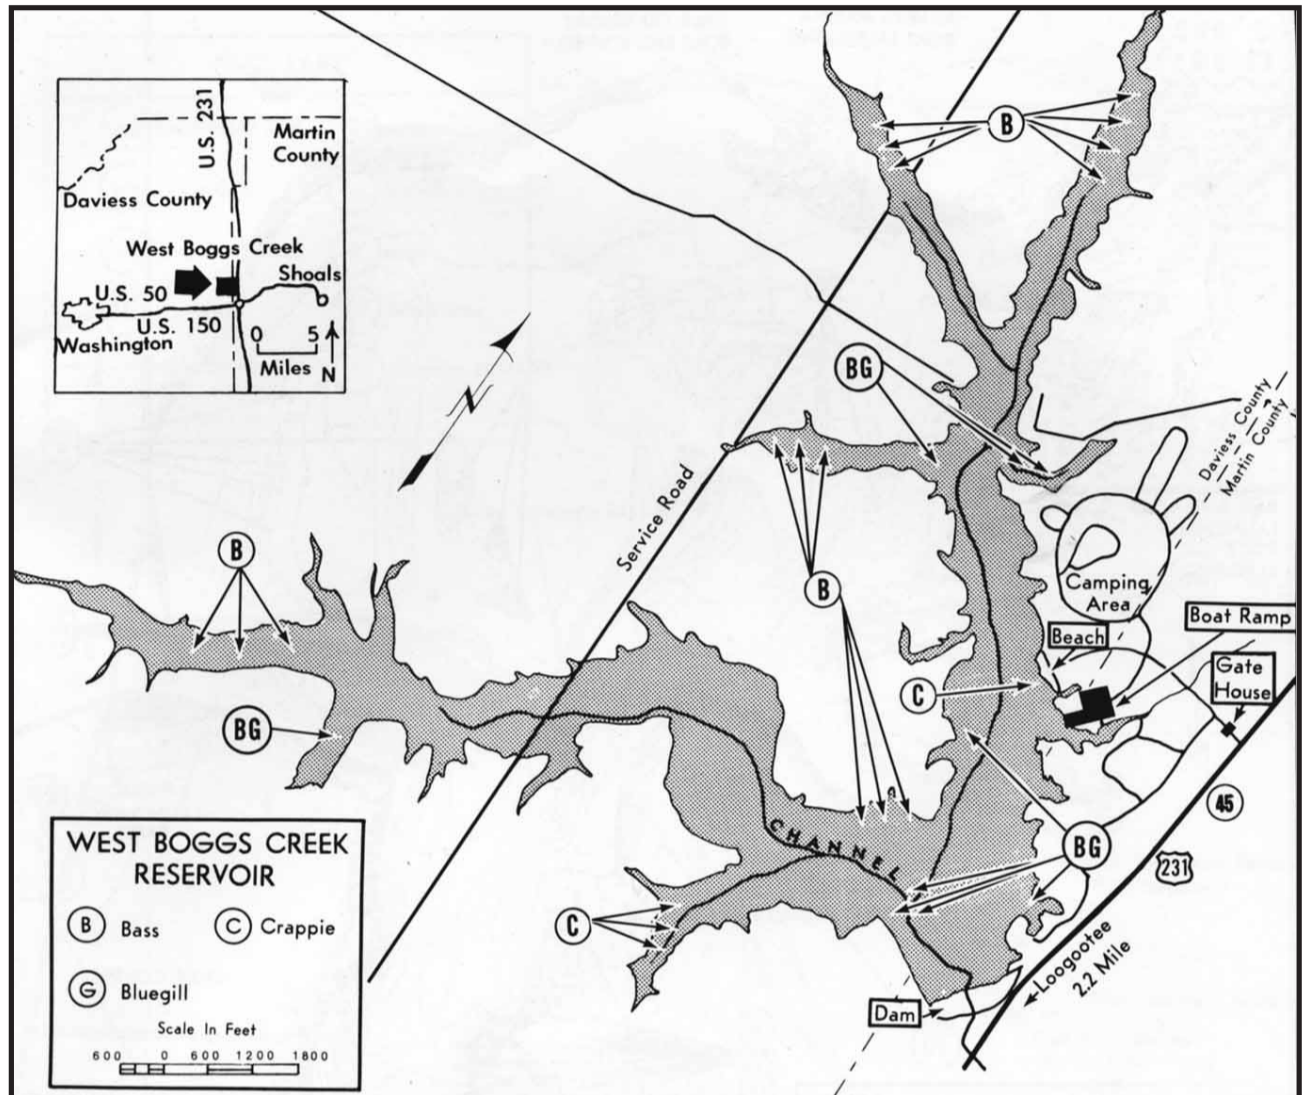 U.S. 231
Martin
County
Daviess County
West Boggs Creek
Shoals
U.S. 50
U.S. 150
Washington
0 5
Miles N
B
N
BG
Daviess County
Martin County
Service Road
B
B
Camping
Area
Boat Ramp
Beach
Gate
House
C
BG
45
CHANNEL
BG
231
C
Loogootee
2.2 Mile
Dam
WEST BOGGS CREEK
RESERVOIR
B Bass C Crappie
G Bluegill
Scale In Feet
600 0 600 1200 1800